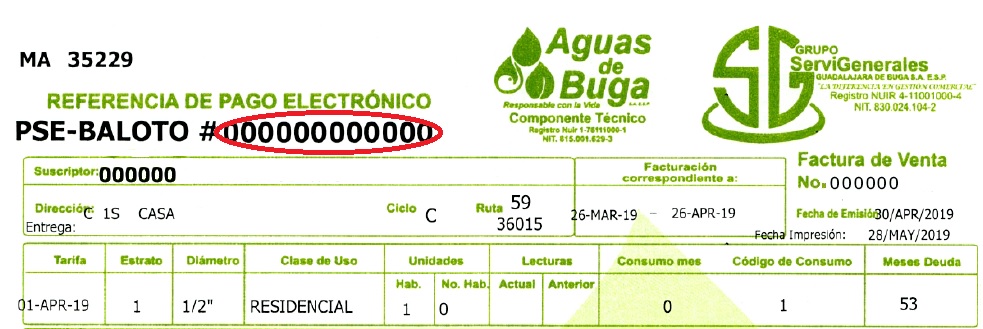 MA 35229
Aguas
de
Buga
Responsable con la Vida
Componente Técnico
Registro Nuir 1-76111000-1
NIT. 815.001.629-3
GRUPO
ServiGenerales
GUADALAJARA DE BUGA S.A. E.S.P.
"LA DIFERENCIA EN GESTION COMERCIAL"
Registro NUIR 4-11001000-4
NIT. 830.024.104-2
REFERENCIA DE PAGO ELECTRÓNICO
PSE-BALOTO #000000000000
Suscriptor: 000000
Facturación
correspondiente a:
Factura de Venta
No. 000000
Dirección: C 1S CASA
Ciclo C
Ruta 59
36015
26-MAR-19 - 26-APR-19
Fecha de Emisión 30/APR/2019
Entrega:
Fecha Impresión: 28/MAY/2019
Tarifa Estrato Diámetro Clase de Uso Unidades Lecturas Consumo mes Código de Consumo Meses Deuda
Hab. No. Hab. Actual Anterior
01-APR-19 1 1/2" RESIDENCIAL 1 0 0 1 53